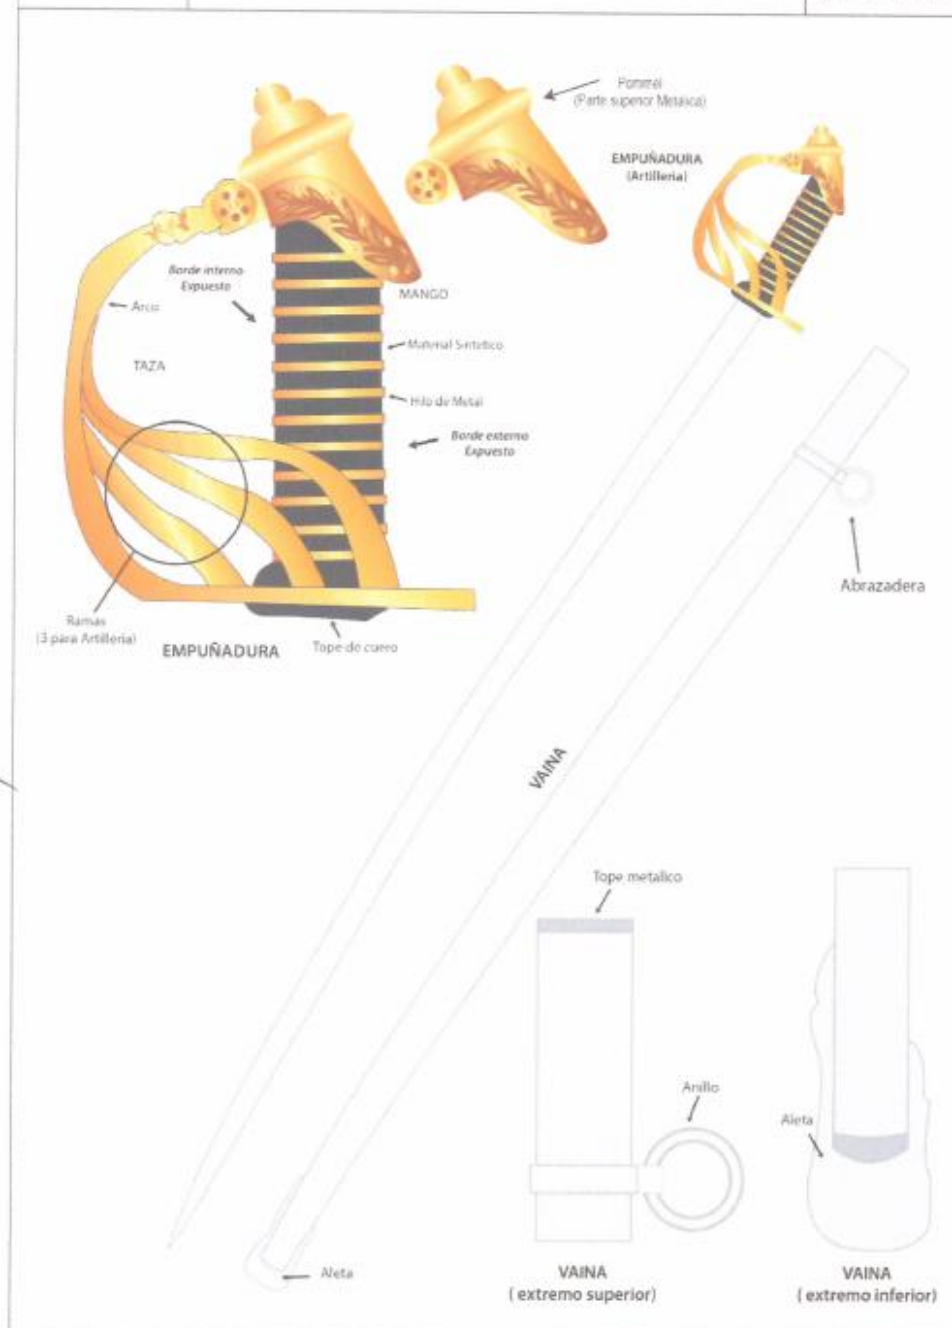 Pommel
(Parte superior Metalica)
EMPUÑADURA
(Artilleria)
Borde interno
Expuesto
MANGO
Arco
Material Sintetico
TAZA
Hilo de Metal
Borde externo
Expuesto
Abrazadera
Ramas
(3 para Artilleria)
EMPUÑADURA
Tope de cuero
VAINA
Tope metalico
Anillo
Aleta
Aleta
VAINA
( extremo superior)
VAINA
( extremo inferior)